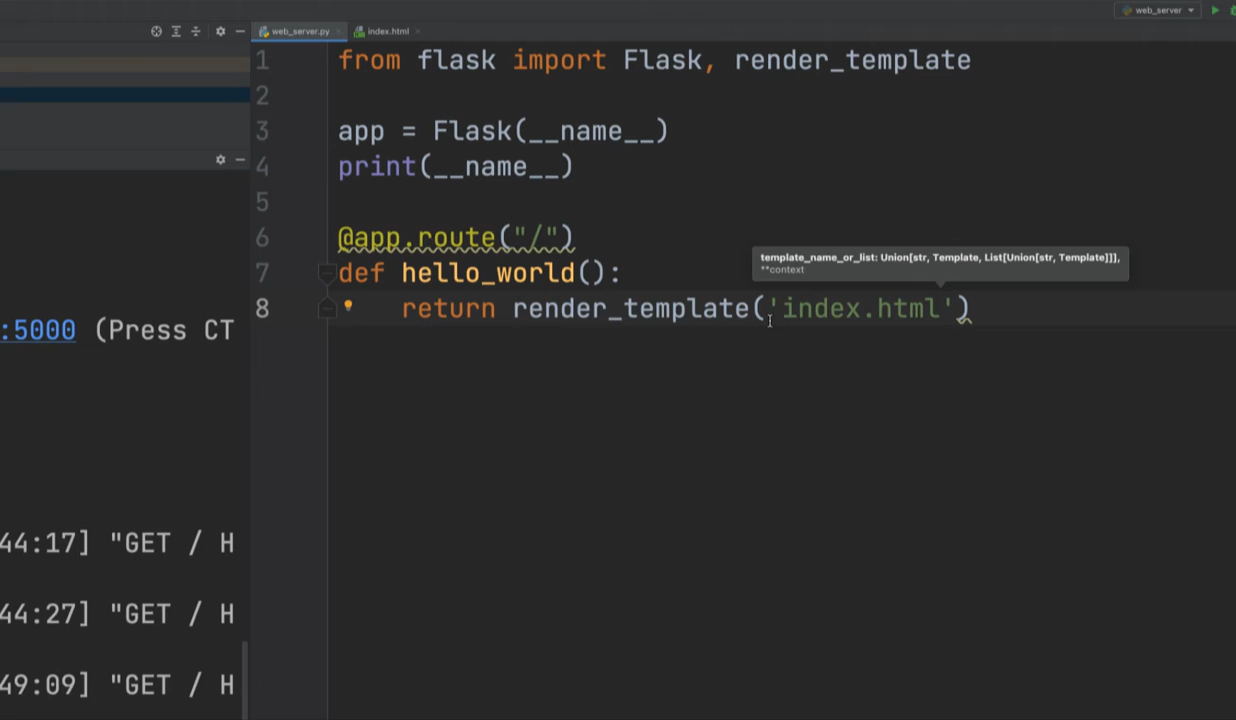 web_server
web_server.py
index.html
1 from flask import Flask, render_template
2
3 app = Flask(__name__)
4 print(__name__)
5
6 @app.route("/")
7 def hello_world():
template_name_or_list: Union[str, Template, List[Union[str, Template]]],
**context
8 return render_template('index.html')
:5000 (Press CT
44:17] "GET / H
44:27] "GET / H
49:09] "GET / H